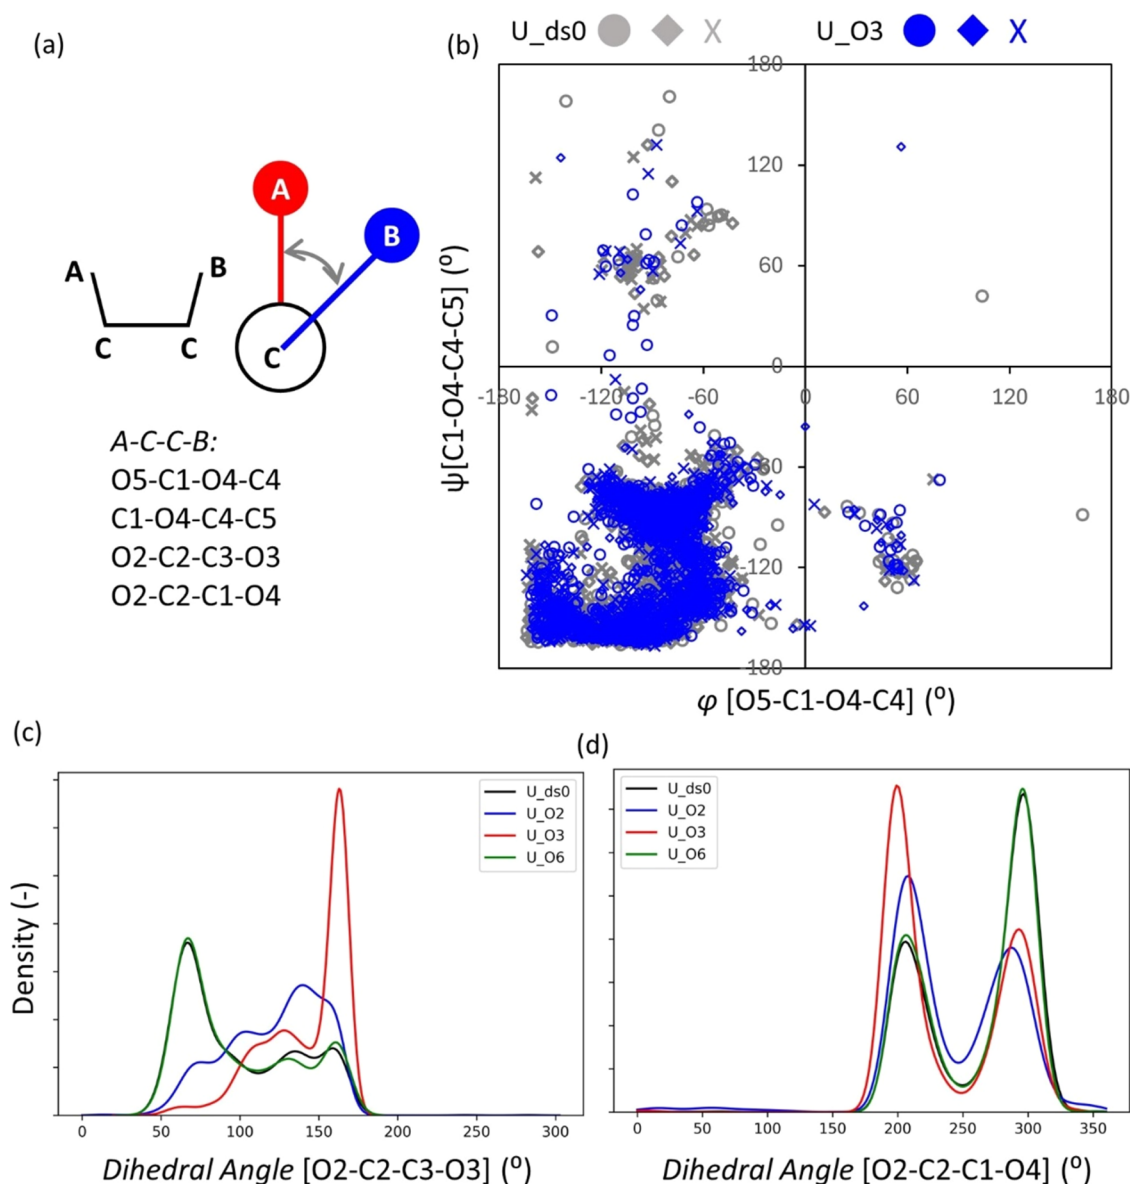 (a)
A
B
C
C
A
B
C
A-C-C-B:
O5-C1-O4-C4
C1-O4-C4-C5
O2-C2-C3-O3
O2-C2-C1-O4
(b)
U_ds0
U_O3
180
120
60
0
-180
-120
-60
0
60
120
180
-60
-120
-180
ψ[C1-O4-C4-C5] (⁰)
φ [O5-C1-O4-C4] (⁰)
(c)
U_ds0
U_O2
U_O3
U_O6
Density (-)
0 50 100 150 200 250 300
Dihedral Angle [O2-C2-C3-O3] (⁰)
(d)
U_ds0
U_O2
U_O3
U_O6
0 50 100 150 200 250 300 350
Dihedral Angle [O2-C2-C1-O4] (⁰)